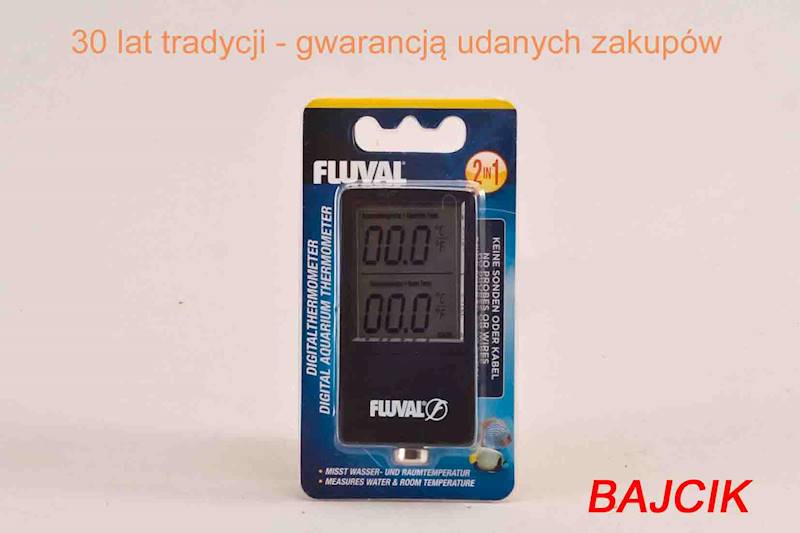 30 lat tradycji - gwarancją udanych zakupów
FLUVAL®
2 IN 1
DIGITALTHERMOMETER
DIGITAL AQUARIUM THERMOMETER
00.0 °C
°F
00.0 °C
°F
KEINE SONDEN ODER KABEL
NO PROBES OR WIRES
FLUVAL
• MISST WASSER- UND RAUMTEMPERATUR
• MEASURES WATER & ROOM TEMPERATURE
BAJCIK